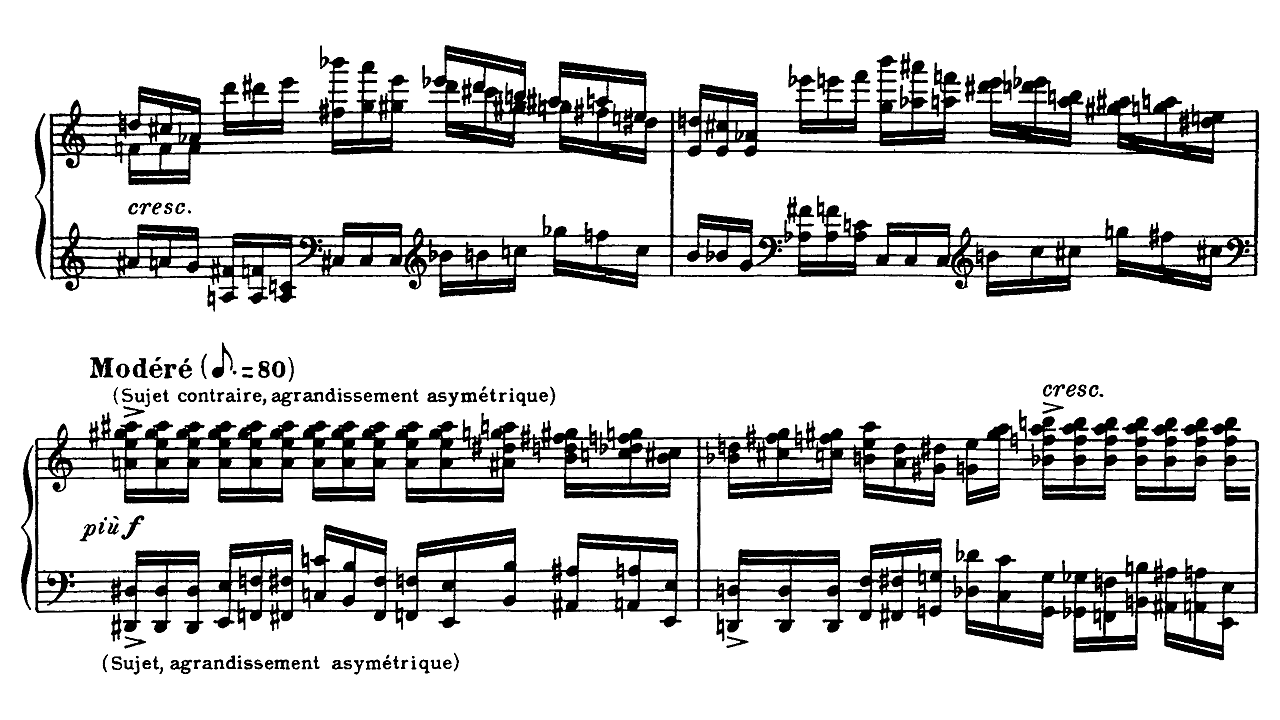 cresc.
Modéré (♪. = 80)
(Sujet contraire, agrandissement asymétrique)
cresc.
più f
(Sujet, agrandissement asymétrique)